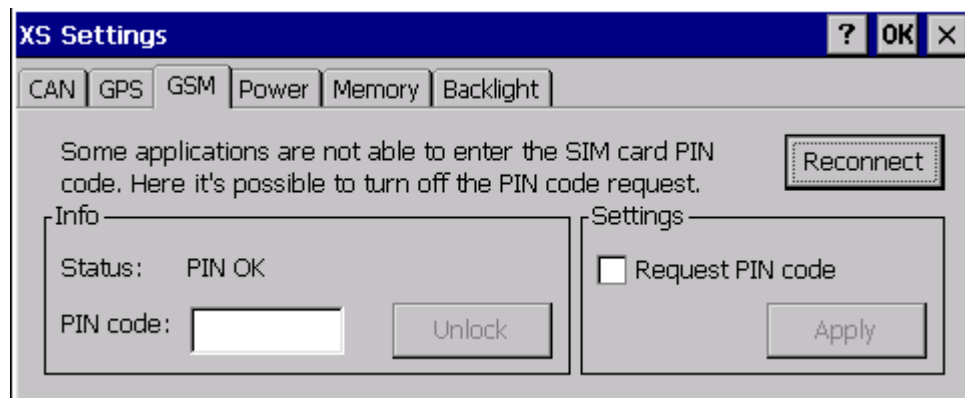 XS Settings ? OK ×
CAN GPS GSM Power Memory Backlight
Some applications are not able to enter the SIM card PIN
code. Here it's possible to turn off the PIN code request.
Reconnect
Info
Status: PIN OK
PIN code:
Unlock
Settings
Request PIN code
Apply